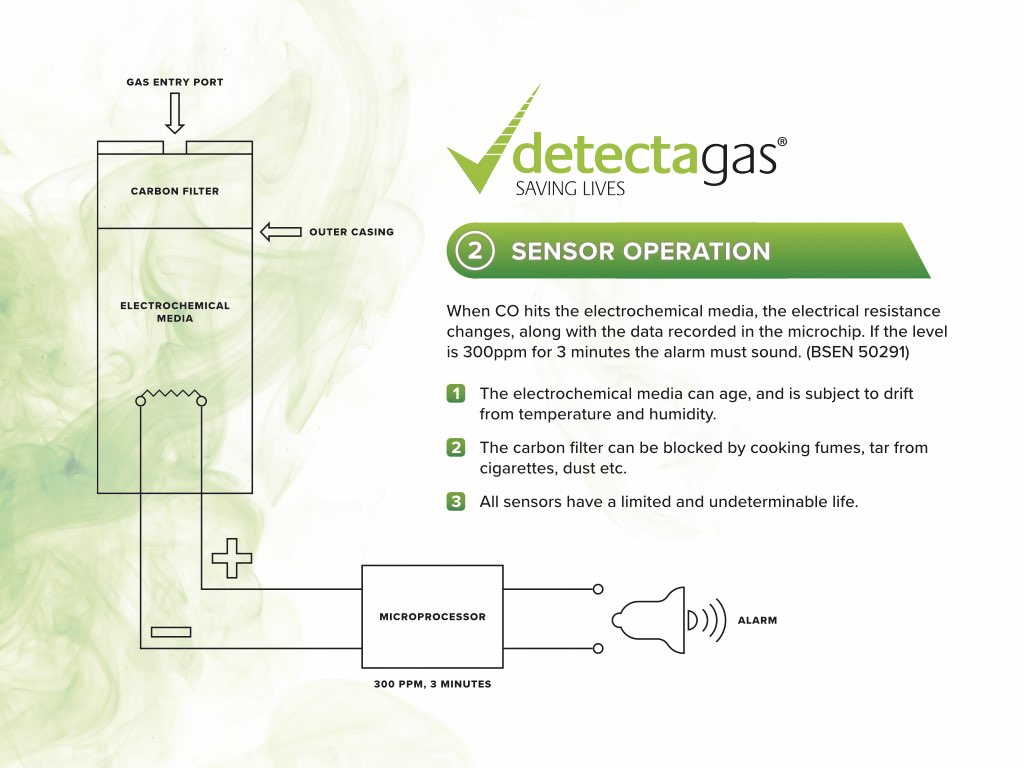 GAS ENTRY PORT
CARBON FILTER
OUTER CASING
ELECTROCHEMICAL
MEDIA
detectagas®
SAVING LIVES
2 SENSOR OPERATION
When CO hits the electrochemical media, the electrical resistance
changes, along with the data recorded in the microchip. If the level
is 300ppm for 3 minutes the alarm must sound. (BSEN 50291)
1 The electrochemical media can age, and is subject to drift
from temperature and humidity.
2 The carbon filter can be blocked by cooking fumes, tar from
cigarettes, dust etc.
3 All sensors have a limited and undeterminable life.
MICROPROCESSOR
ALARM
300 PPM, 3 MINUTES